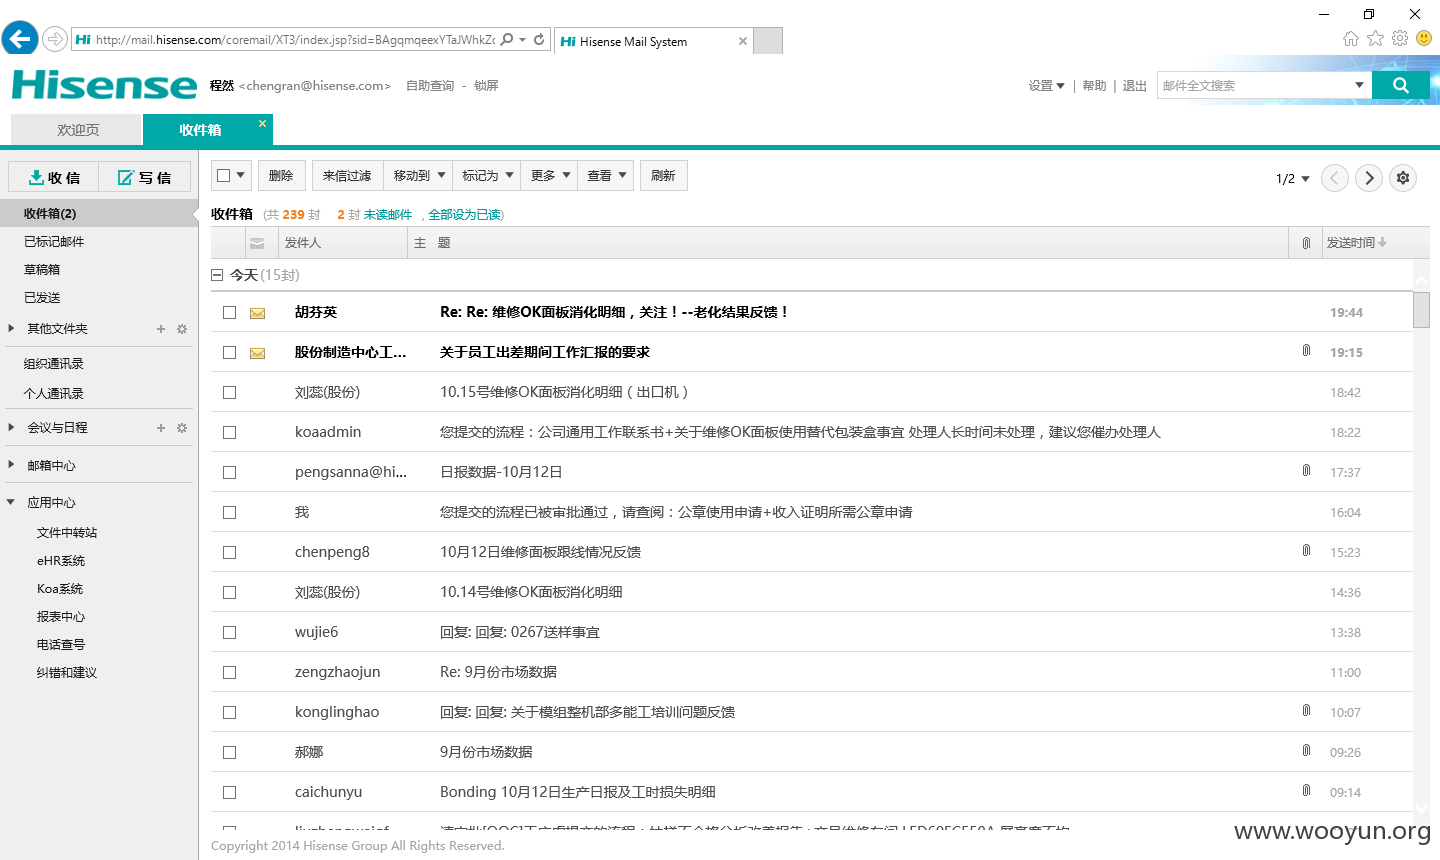 http://mail.hisense.com/coremail/XT3/index.jsp?sid=BAgqmqeexYTaJWhkZ
Hi Hisense Mail System
Hisense 程然 <chengran@hisense.com> 自助查询 - 锁屏
设置 | 帮助 | 退出 邮件全文搜索
欢迎页 收件箱
收信 写信
删除 来信过滤 移动到 标记为 更多 查看 刷新 1/2
收件箱(2)
已标记邮件
草稿箱
已发送
其他文件夹
组织通讯录
个人通讯录
会议与日程
邮箱中心
应用中心
文件中转站
eHR系统
Koa系统
报表中心
电话查号
纠错和建议
收件箱 (共 239 封 2 封 未读邮件 ,全部设为已读)
发件人 主 题 发送时间
今天(15封)
胡芬英 Re: Re: 维修OK面板消化明细，关注！--老化结果反馈！ 19:44
股份制造中心工... 关于员工出差期间工作汇报的要求 19:15
刘蕊(股份) 10.15号维修OK面板消化明细（出口机） 18:42
koaadmin 您提交的流程：公司通用工作联系书+关于维修OK面板使用替代包装盒事宜 处理人长时间未处理，建议您催办处理人 18:22
pengsanna@hi... 日报数据-10月12日 17:37
我 您提交的流程已被审批通过，请查阅：公章使用申请+收入证明所需公章申请 16:04
chenpeng8 10月12日维修面板跟线情况反馈 15:23
刘蕊(股份) 10.14号维修OK面板消化明细 14:36
wujie6 回复: 回复: 0267送样事宜 13:38
zengzhaojun Re: 9月份市场数据 11:00
konglinghao 回复: 回复: 关于模组整机部多能工培训问题反馈 10:07
郝娜 9月份市场数据 09:26
caichunyu Bonding 10月12日生产日报及工时损失明细 09:14
www.wooyun.org
Copyright 2014 Hisense Group All Rights Reserved.